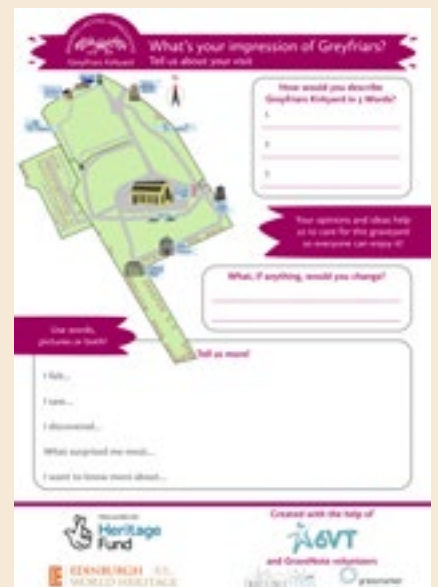 What's your impression of Greyfriars?
Greyfriars Kirkyard
Tell us about your visit
How would you describe
Greyfriars Kirkyard in 3 Words?
1
2
3
Your opinions and ideas help
us to care for this graveyard
so everyone can enjoy it!
What, if anything, would you change?
Use words,
pictures or both!
Tell us more!
I felt...
I saw...
I discovered...
What surprised me most...
I want to know more about...
Heritage
Fund
Created with the help of
GVT
and GraveNote volunteers
EDINBURGH
WORLD HERITAGE
grassmarket